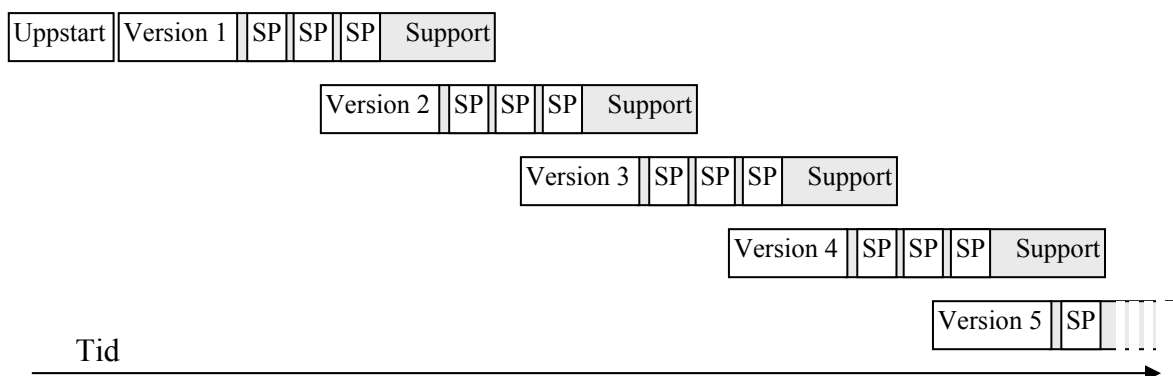 Uppstart Version 1 SP SP SP Support
Version 2 SP SP SP Support
Version 3 SP SP SP Support
Version 4 SP SP SP Support
Version 5 SP
Tid